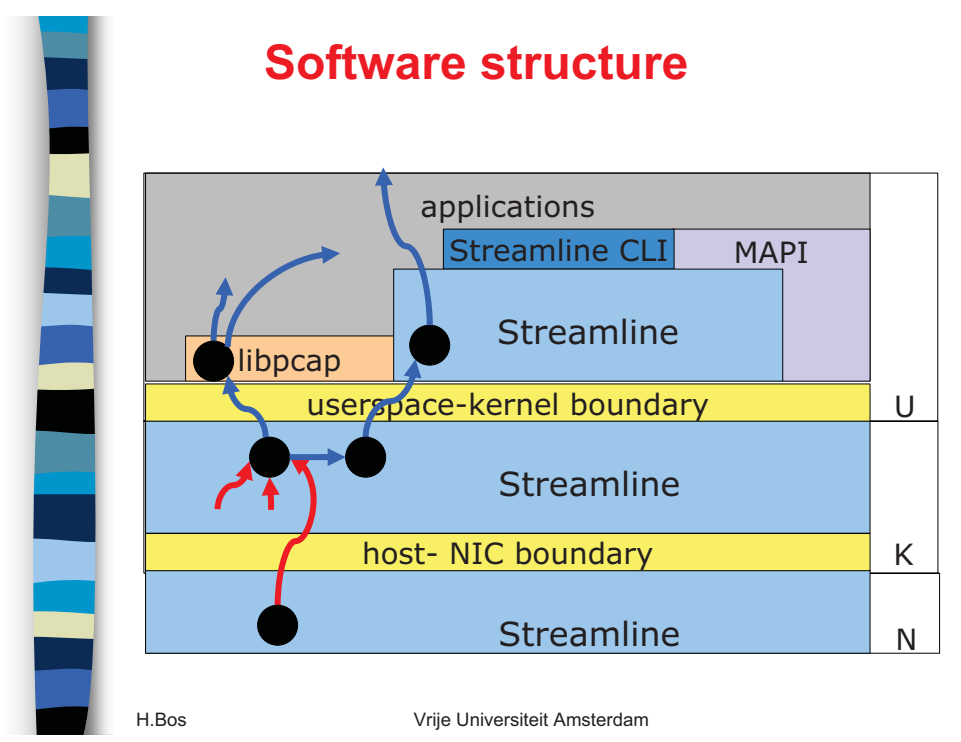 Software structure
applications
Streamline CLI
MAPI
Streamline
libpcap
userspace-kernel boundary
U
Streamline
host- NIC boundary
K
Streamline
N
H.Bos
Vrije Universiteit Amsterdam